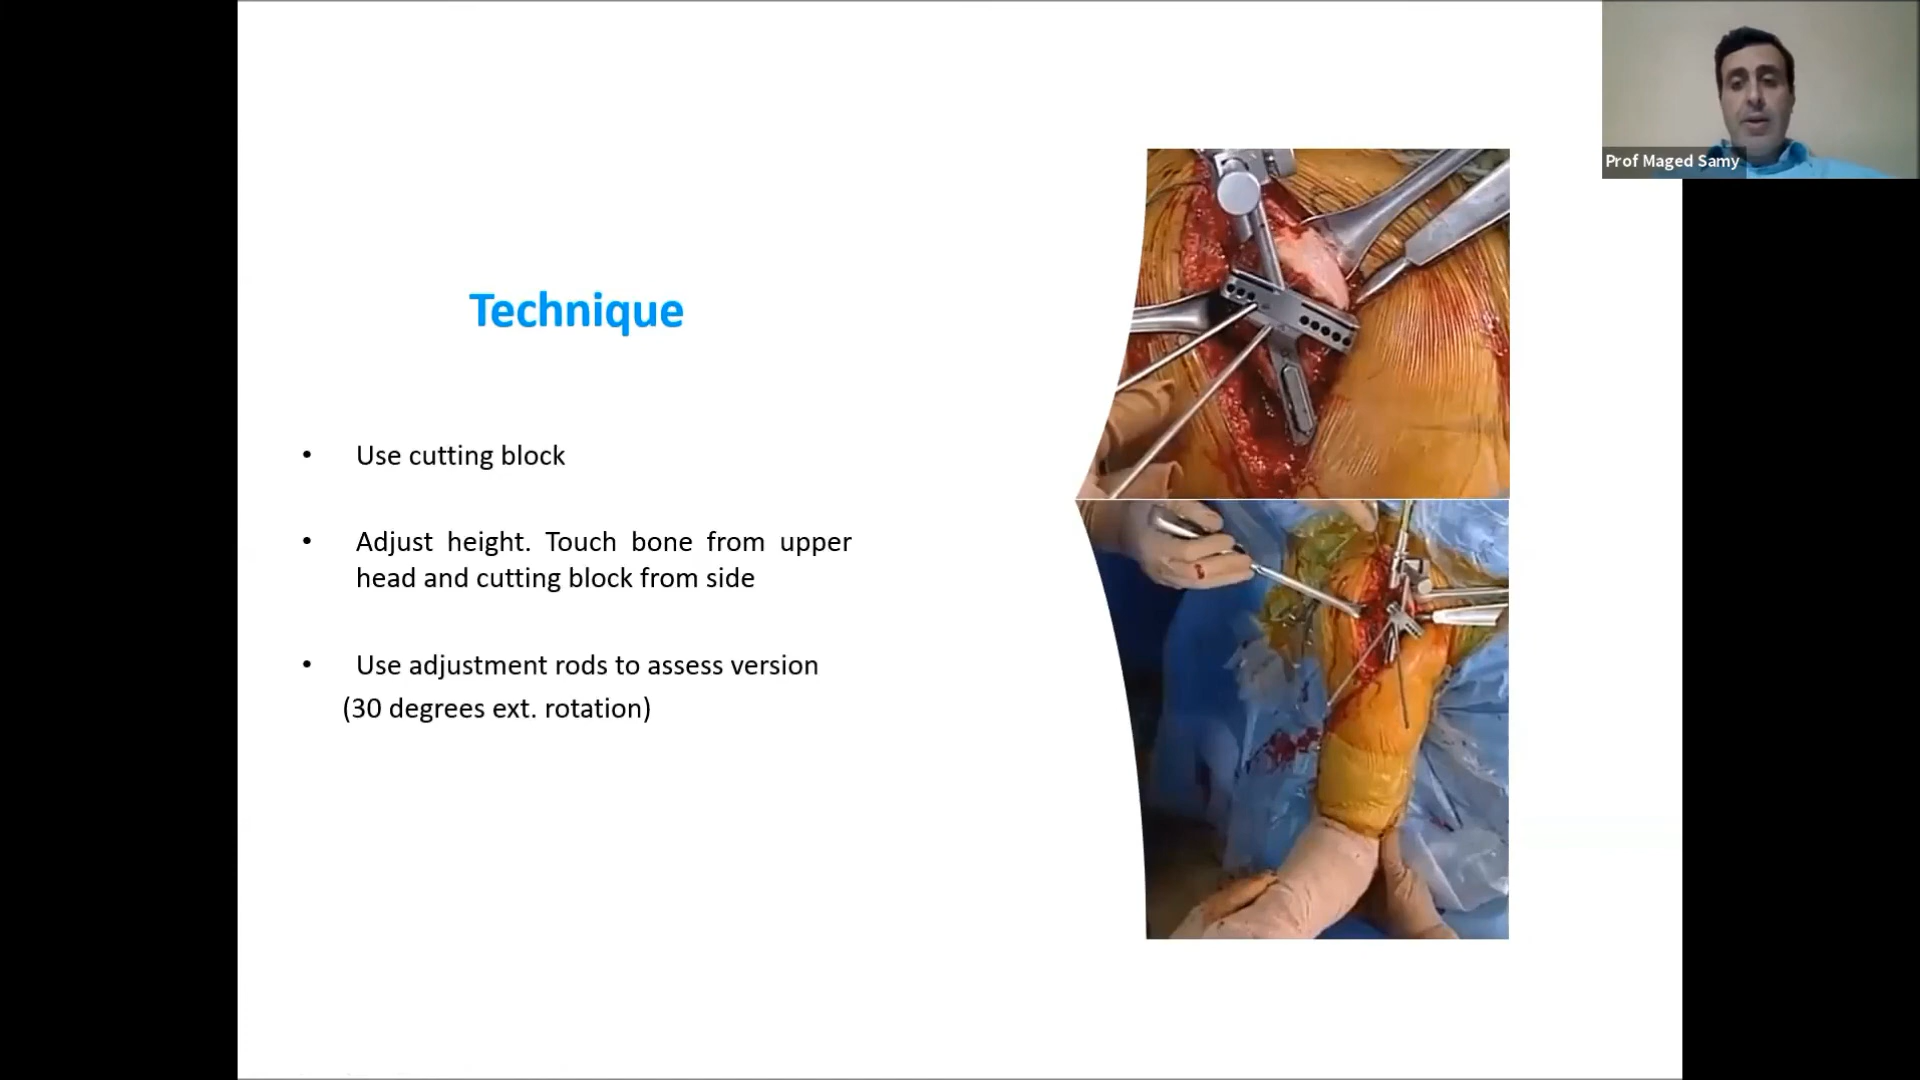 Prof Maged Samy
Technique
• Use cutting block
• Adjust height. Touch bone from upper
head and cutting block from side
• Use adjustment rods to assess version
(30 degrees ext. rotation)